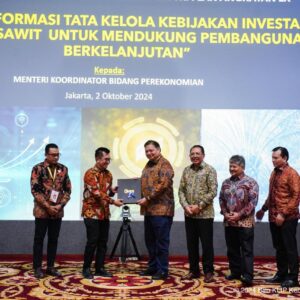 FORMASI TATA KELOLA KEBIJAKAN INVESTA
SAWIT UNTUK MENDUKUNG PEMBANGUNA
BERKELANJUTAN"
Kepada:
MENTERI KOORDINATOR BIDANG PEREKONOMIAN
Jakarta, 2 Oktober 2024